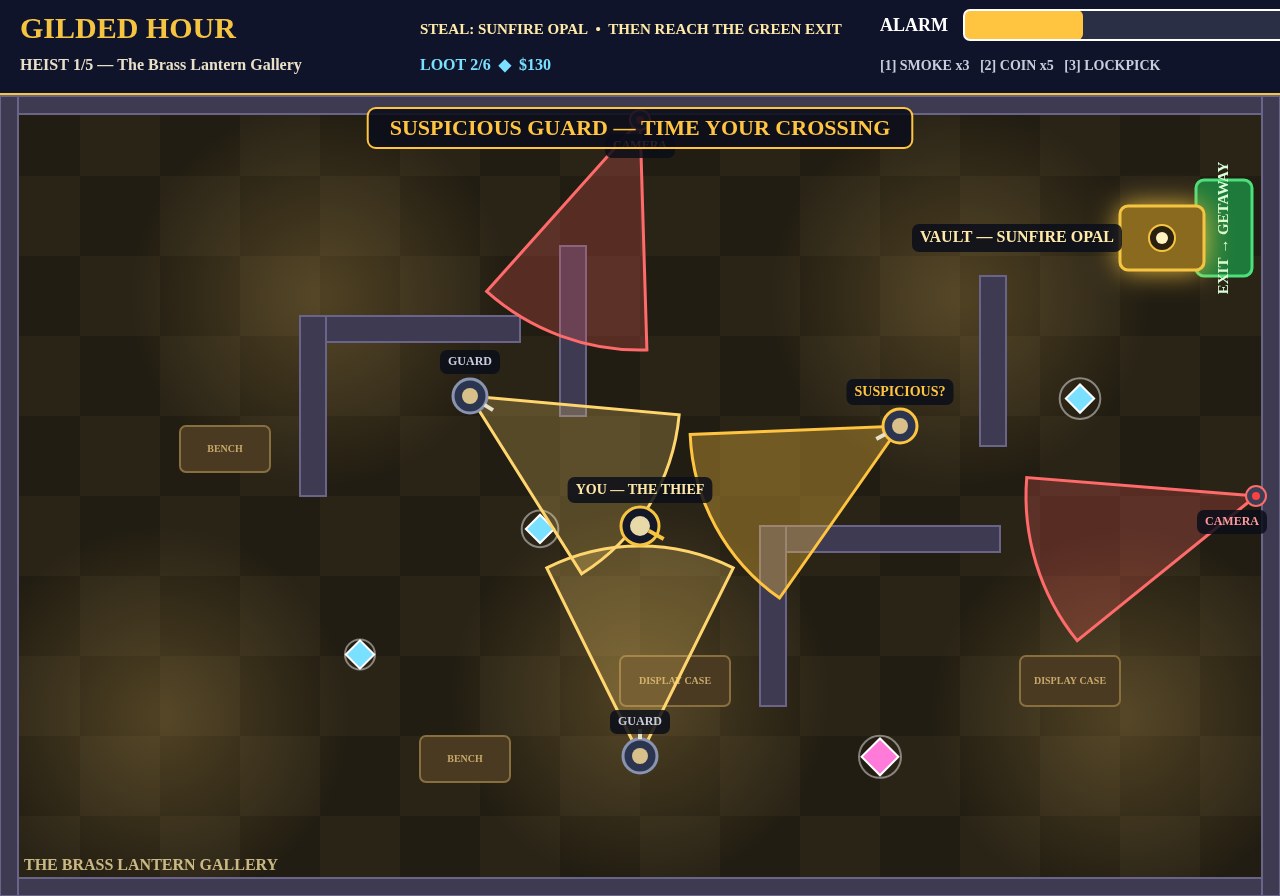 GILDED HOUR
STEAL: SUNFIRE OPAL • THEN REACH THE GREEN EXIT
ALARM
HEIST 1/5 — The Brass Lantern Gallery
LOOT 2/6 ◆ $130
[1] SMOKE x3 [2] COIN x5 [3] LOCKPICK
SUSPICIOUS GUARD — TIME YOUR CROSSING
CAMERA
EXIT → GETAWAY
VAULT — SUNFIRE OPAL
GUARD
SUSPICIOUS?
BENCH
YOU — THE THIEF
CAMERA
DISPLAY CASE
DISPLAY CASE
GUARD
BENCH
THE BRASS LANTERN GALLERY